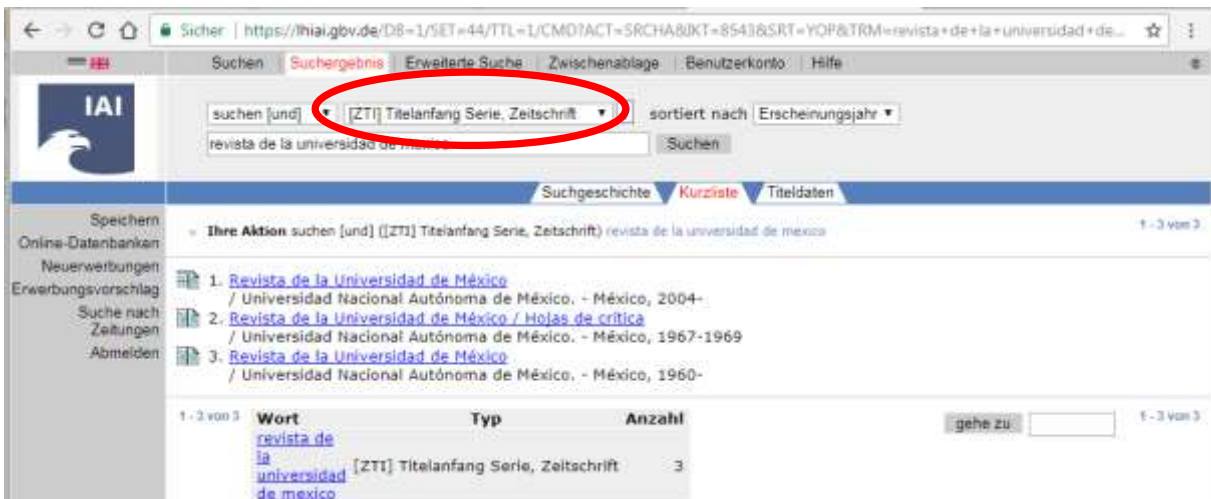 Sicher | https://lhiai.gbv.de/DB=1/SET=44/TTL=1/CMD?ACT=SRCHA&IKT=8543&SRT=YOP&TRM=revista+de+la+universidad+de...
Suchen | Suchergebnis | Erweiterte Suche | Zwischenablage | Benutzerkonto | Hilfe
IAI
suchen [und] [ZTI] Titelanfang Serie, Zeitschrift sortiert nach Erscheinungsjahr
revista de la universidad de mexico Suchen
Suchgeschichte Kurzliste Titeldaten
Speichern
Online-Datenbanken
Neuerwerbungen
Erwerbungsvorschlag
Suche nach
Zeitungen
Abmelden
Ihre Aktion suchen [und] ([ZTI] Titelanfang Serie, Zeitschrift) revista de la universidad de mexico 1 - 3 von 3
1. Revista de la Universidad de México
/ Universidad Nacional Autónoma de México. - México, 2004-
2. Revista de la Universidad de México / Hojas de crítica
/ Universidad Nacional Autónoma de México. - México, 1967-1969
3. Revista de la Universidad de México
/ Universidad Nacional Autónoma de México. - México, 1960-
1 - 3 von 3 Wort Typ Anzahl gehe zu 1 - 3 von 3
revista de
la
universidad [ZTI] Titelanfang Serie, Zeitschrift 3
de mexico